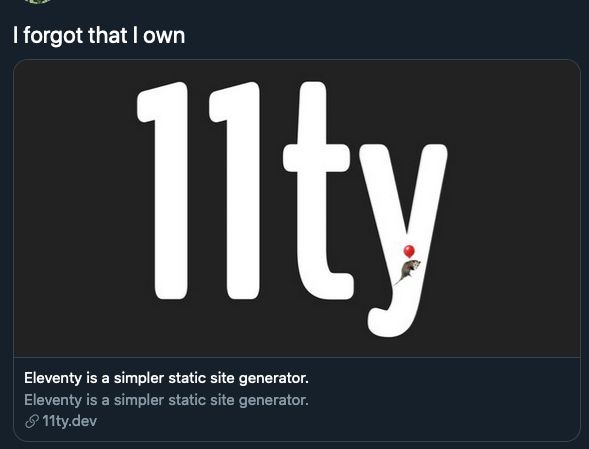 I forgot that I own
11ty
Eleventy is a simpler static site generator.
Eleventy is a simpler static site generator.
11ty.dev